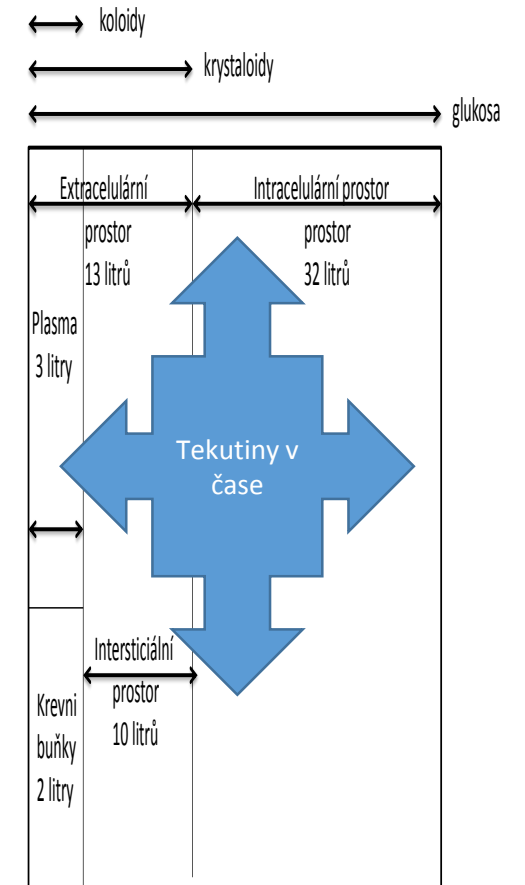 koloidy
krystaloidy
glukosa
Extracelulární
prostor
13 litrů
Intracelulární prostor
prostor
32 litrů
Plasma
3 litry
Tekutiny v
čase
Intersticiální
prostor
10 litrů
Krevni
buňky
2 litry